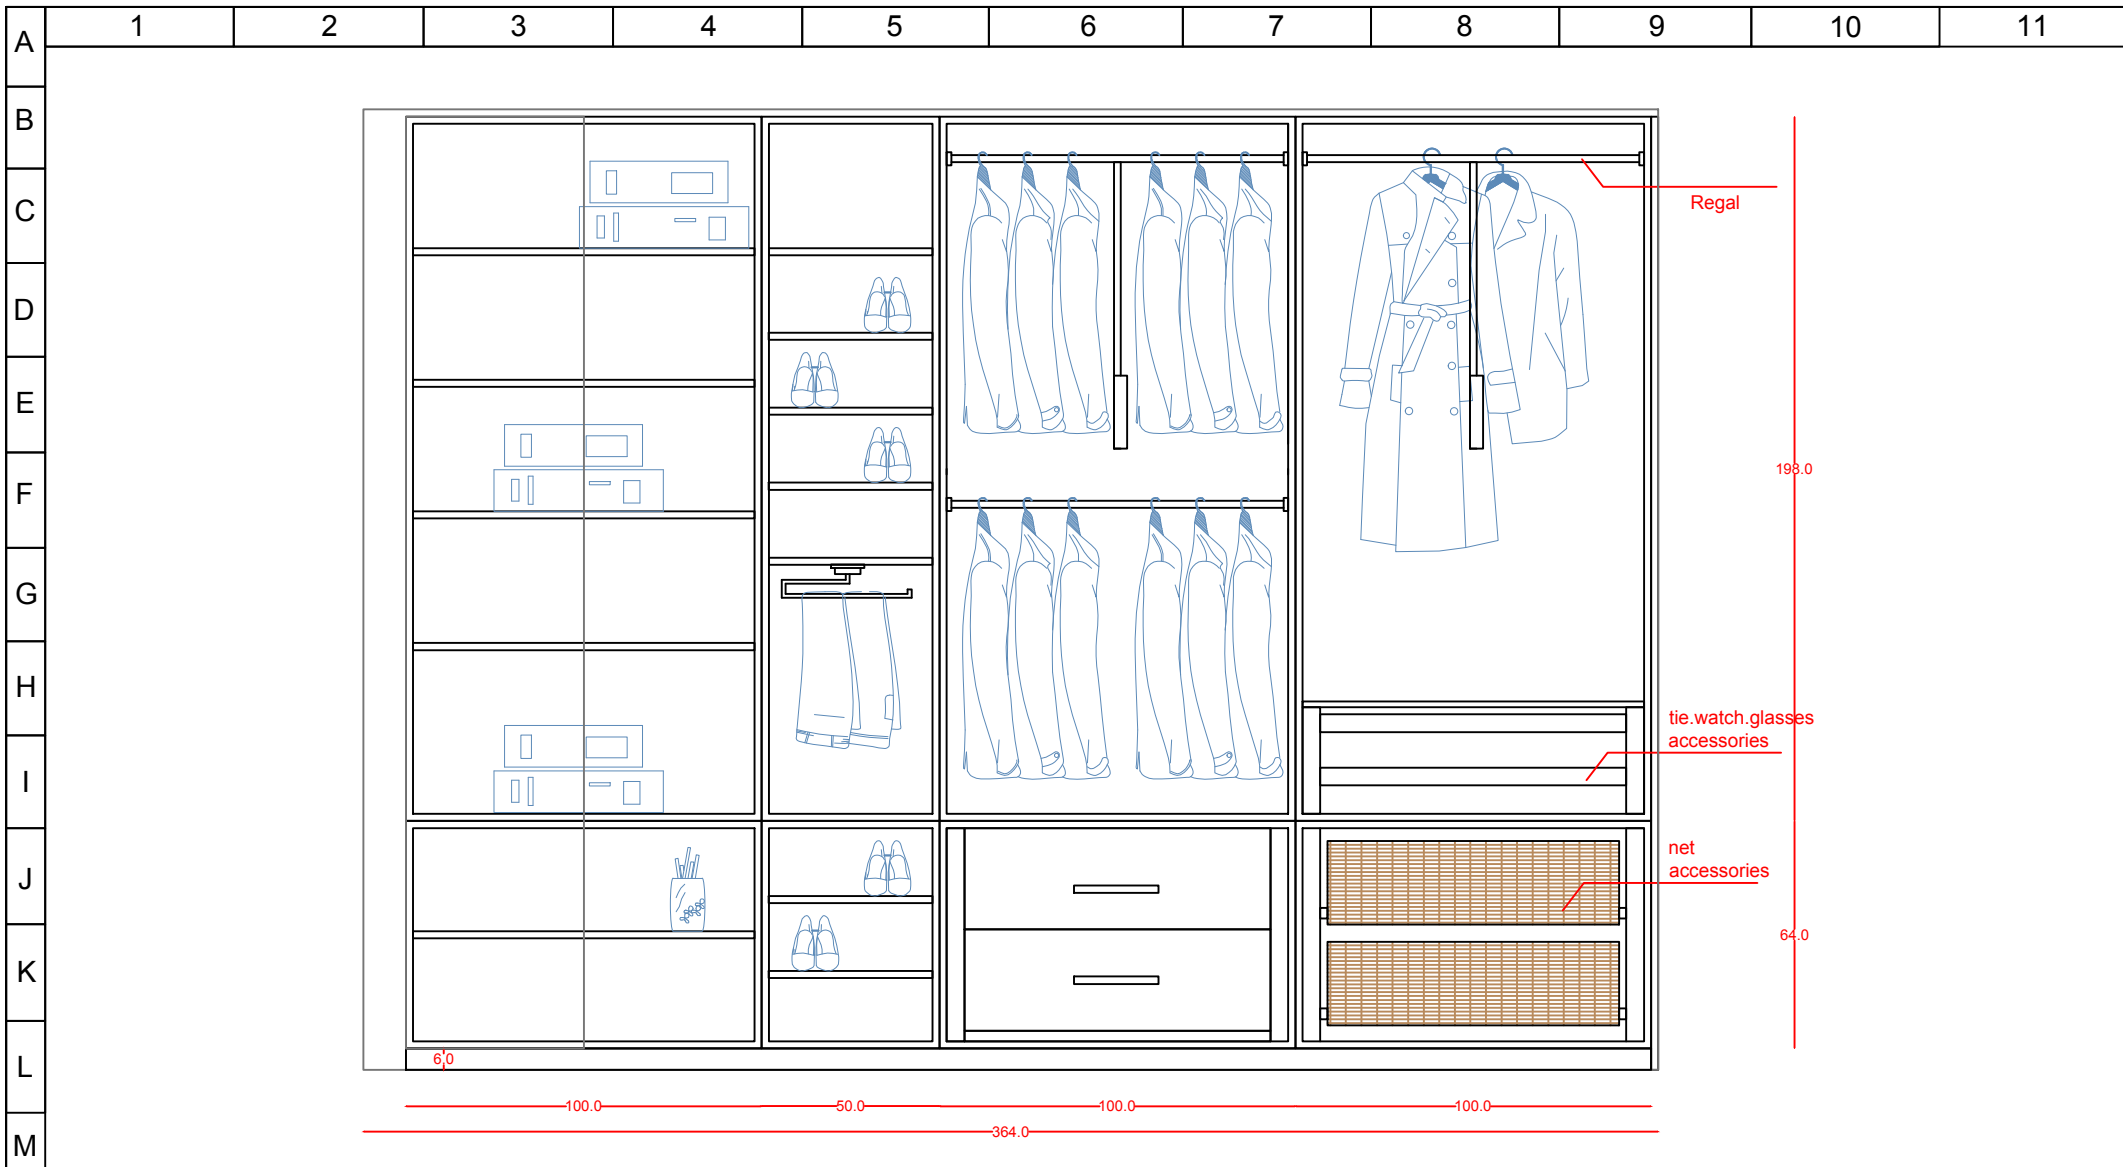 1 2 3 4 5 6 7 8 9 10 11
A
B
C
D
E
F
G
H
I
J
K
L
M
Regal
198.0
tie.watch.glasses
accessories
net
accessories
64.0
6.0
100.0 50.0 100.0 100.0
364.0